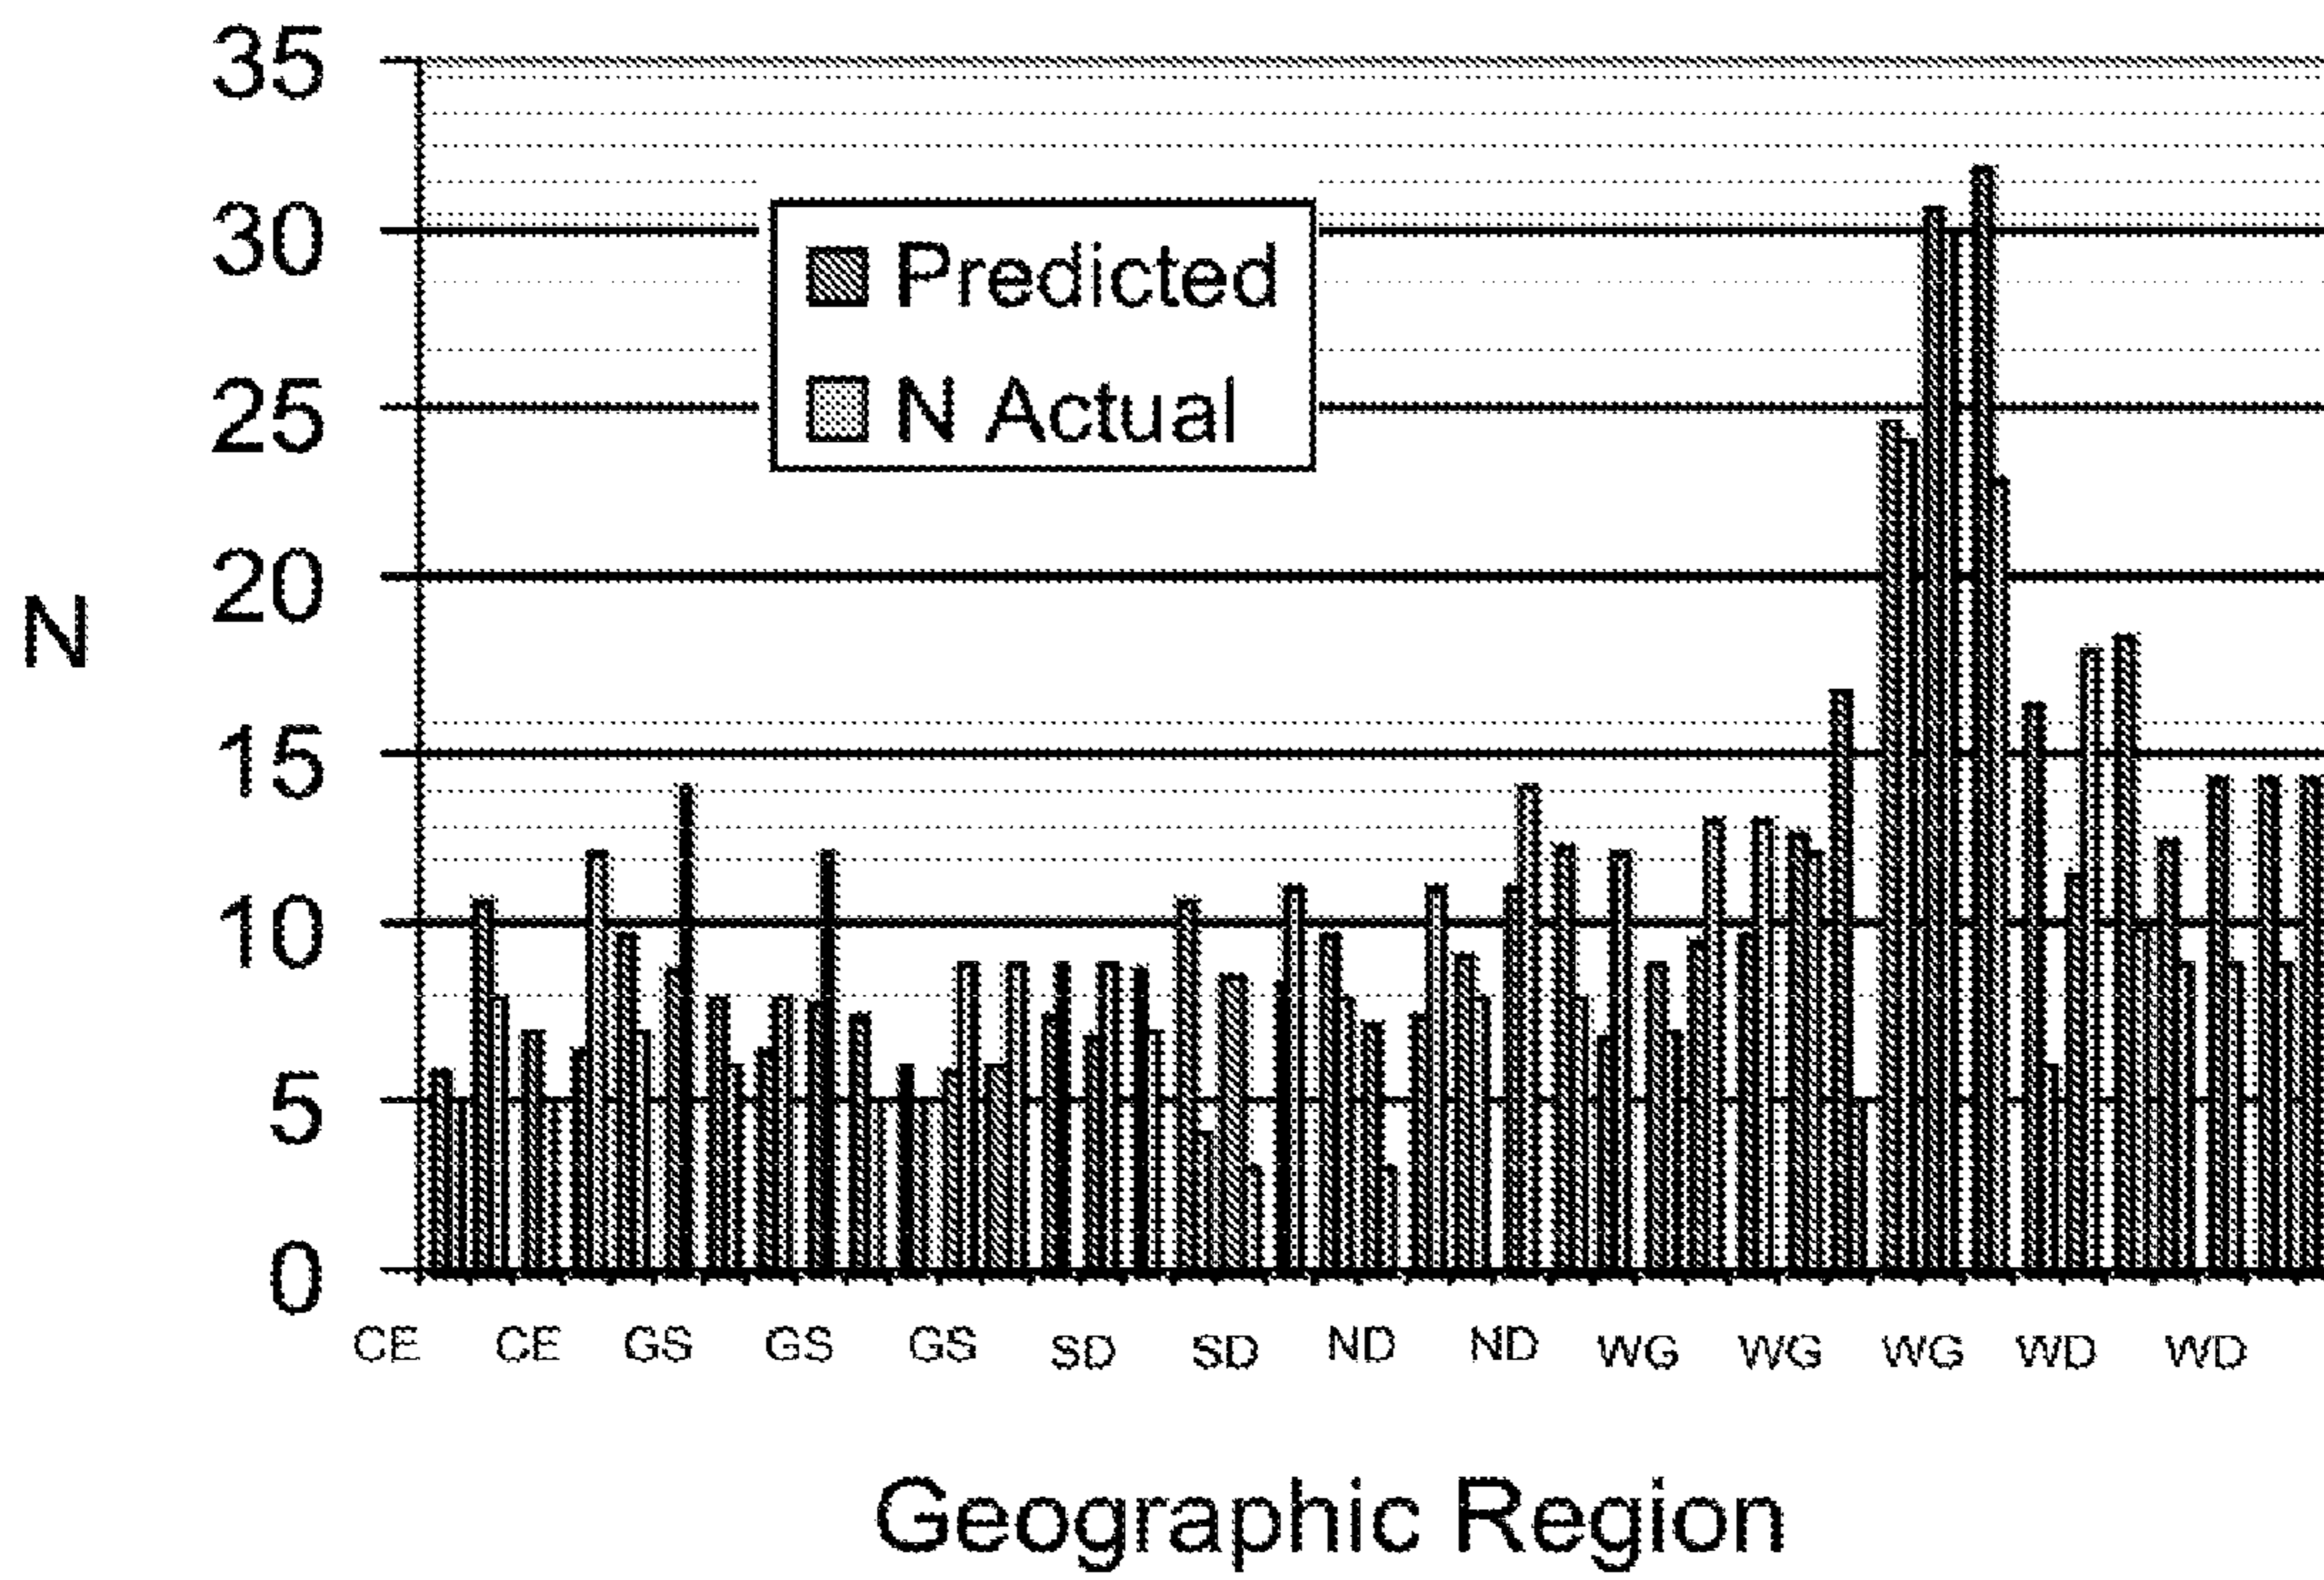 35
30
Predicted
25
N Actual
20
N
15
10
5
0
CE CE GS GS GS SD SD ND ND WG WG WG WD WD
Geographic Region